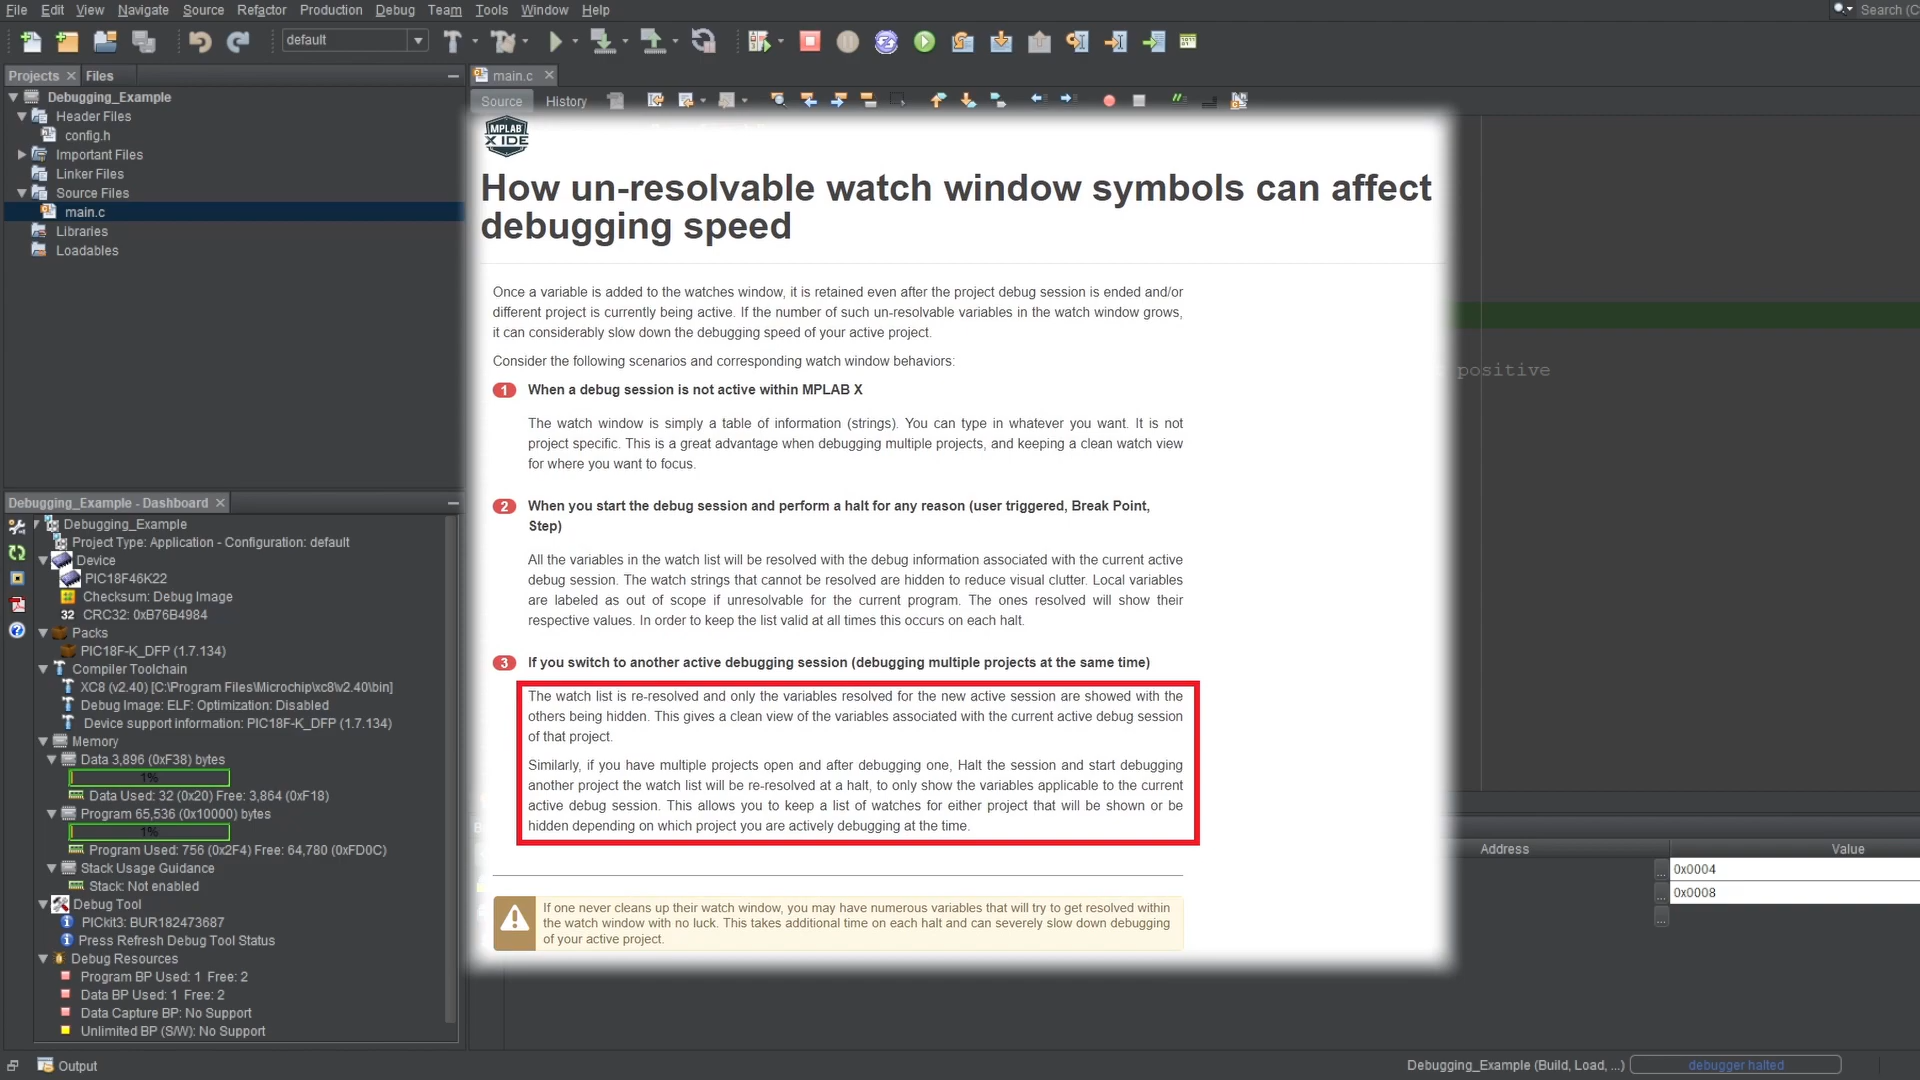 File Edit View Navigate Source Refactor Production Debug Team Tools Window Help
Search (C
default
Projects Files
main.c
Debugging_Example
Header Files
config.h
Important Files
Linker Files
Source Files
main.c
Libraries
Loadables
Source History
MPLAB
X IDE
How un-resolvable watch window symbols can affect
debugging speed
Once a variable is added to the watches window, it is retained even after the project debug session is ended and/or
different project is currently being active. If the number of such un-resolvable variables in the watch window grows,
it can considerably slow down the debugging speed of your active project.
Consider the following scenarios and corresponding watch window behaviors:
1 When a debug session is not active within MPLAB X
The watch window is simply a table of information (strings). You can type in whatever you want. It is not
project specific. This is a great advantage when debugging multiple projects, and keeping a clean watch view
for where you want to focus.
2 When you start the debug session and perform a halt for any reason (user triggered, Break Point,
Step)
All the variables in the watch list will be resolved with the debug information associated with the current active
debug session. The watch strings that cannot be resolved are hidden to reduce visual clutter. Local variables
are labeled as out of scope if unresolvable for the current program. The ones resolved will show their
respective values. In order to keep the list valid at all times this occurs on each halt.
3 If you switch to another active debugging session (debugging multiple projects at the same time)
The watch list is re-resolved and only the variables resolved for the new active session are showed with the
others being hidden. This gives a clean view of the variables associated with the current active debug session
of that project.
Similarly, if you have multiple projects open and after debugging one, Halt the session and start debugging
another project the watch list will be re-resolved at a halt, to only show the variables applicable to the current
active debug session. This allows you to keep a list of watches for either project that will be shown or be
hidden depending on which project you are actively debugging at the time.
If one never cleans up their watch window, you may have numerous variables that will try to get resolved within
the watch window with no luck. This takes additional time on each halt and can severely slow down debugging
of your active project.
positive
Address Value
0x0004
0x0008
Debugging_Example - Dashboard
Debugging_Example
Project Type: Application - Configuration: default
Device
PIC18F46K22
Checksum: Debug Image
32 CRC32: 0xB76B4984
Packs
PIC18F-K_DFP (1.7.134)
Compiler Toolchain
XC8 (v2.40) [C:\Program Files\Microchip\xc8\v2.40\bin]
Debug Image: ELF: Optimization: Disabled
Device support information: PIC18F-K_DFP (1.7.134)
Memory
Data 3,896 (0xF38) bytes
1%
Data Used: 32 (0x20) Free: 3,864 (0xF18)
Program 65,536 (0x10000) bytes
1%
Program Used: 756 (0x2F4) Free: 64,780 (0xFD0C)
Stack Usage Guidance
Stack: Not enabled
Debug Tool
PICkit3: BUR182473687
Press Refresh Debug Tool Status
Debug Resources
Program BP Used: 1 Free: 2
Data BP Used: 1 Free: 2
Data Capture BP: No Support
Unlimited BP (S/W): No Support
Output
Debugging_Example (Build, Load, ...) debugger halted